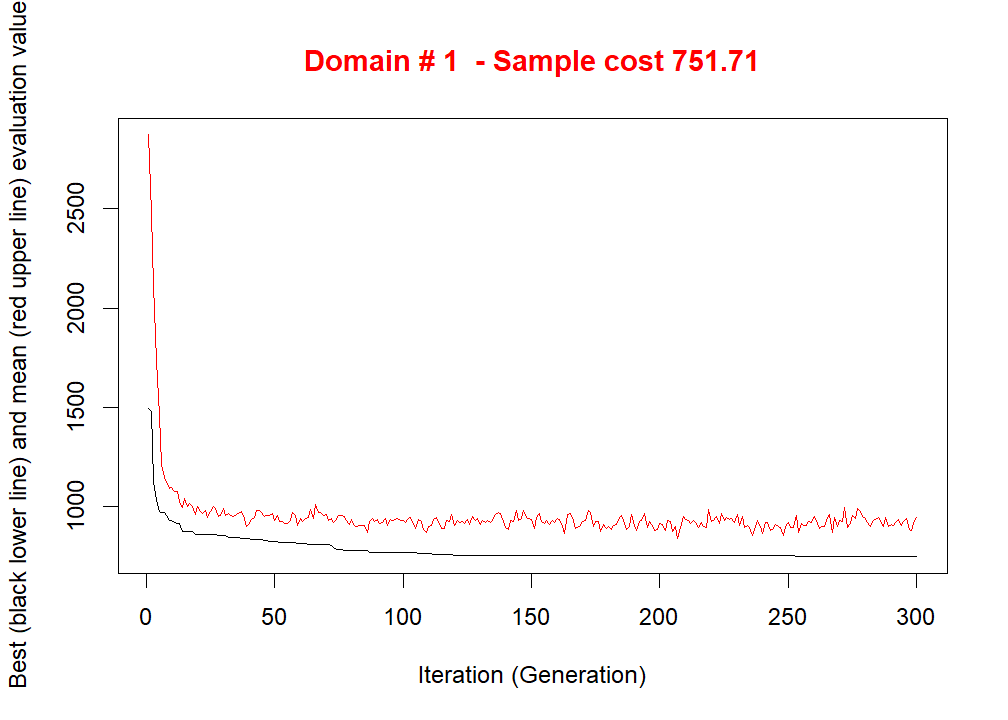 Domain # 1  - Sample cost 751.71
Best (black lower line) and mean (red upper line) evaluation value
2500
2000
1500
1000
0 50 100 150 200 250 300
Iteration (Generation)